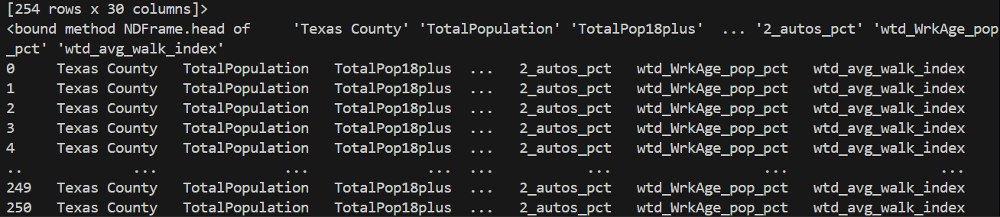 [254 rows x 30 columns]>
<bound method NDFrame.head of     'Texas County' 'TotalPopulation' 'TotalPop18plus'  ... '2_autos_pct' 'wtd_WrkAge_pop
_pct' 'wtd_avg_walk_index'
0     Texas County   TotalPopulation   TotalPop18plus  ...   2_autos_pct   wtd_WrkAge_pop_pct   wtd_avg_walk_index
1     Texas County   TotalPopulation   TotalPop18plus  ...   2_autos_pct   wtd_WrkAge_pop_pct   wtd_avg_walk_index
2     Texas County   TotalPopulation   TotalPop18plus  ...   2_autos_pct   wtd_WrkAge_pop_pct   wtd_avg_walk_index
3     Texas County   TotalPopulation   TotalPop18plus  ...   2_autos_pct   wtd_WrkAge_pop_pct   wtd_avg_walk_index
4     Texas County   TotalPopulation   TotalPop18plus  ...   2_autos_pct   wtd_WrkAge_pop_pct   wtd_avg_walk_index
..             ...               ...              ...  ...           ...                  ...                  ...
249   Texas County   TotalPopulation   TotalPop18plus  ...   2_autos_pct   wtd_WrkAge_pop_pct   wtd_avg_walk_index
250   Texas County   TotalPopulation   TotalPop18plus  ...   2_autos_pct   wtd_WrkAge_pop_pct   wtd_avg_walk_index